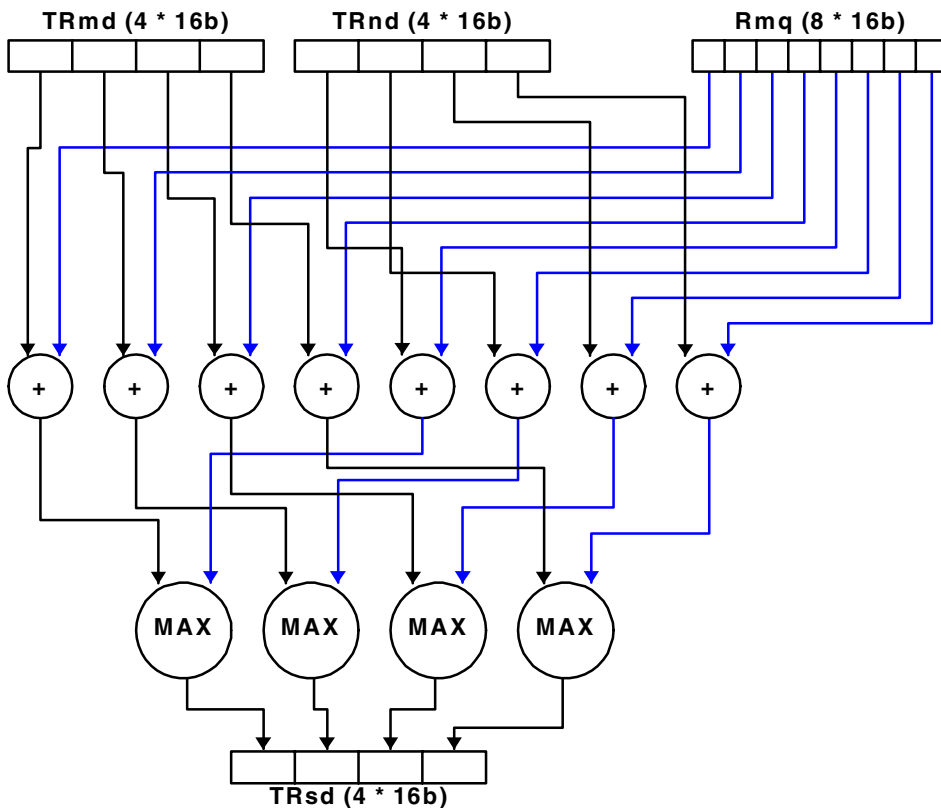 TRmd (4 * 16b) TRnd (4 * 16b) Rmq (8 * 16b)
+ + + + + + + +
MAX MAX MAX MAX
TRsd (4 * 16b)